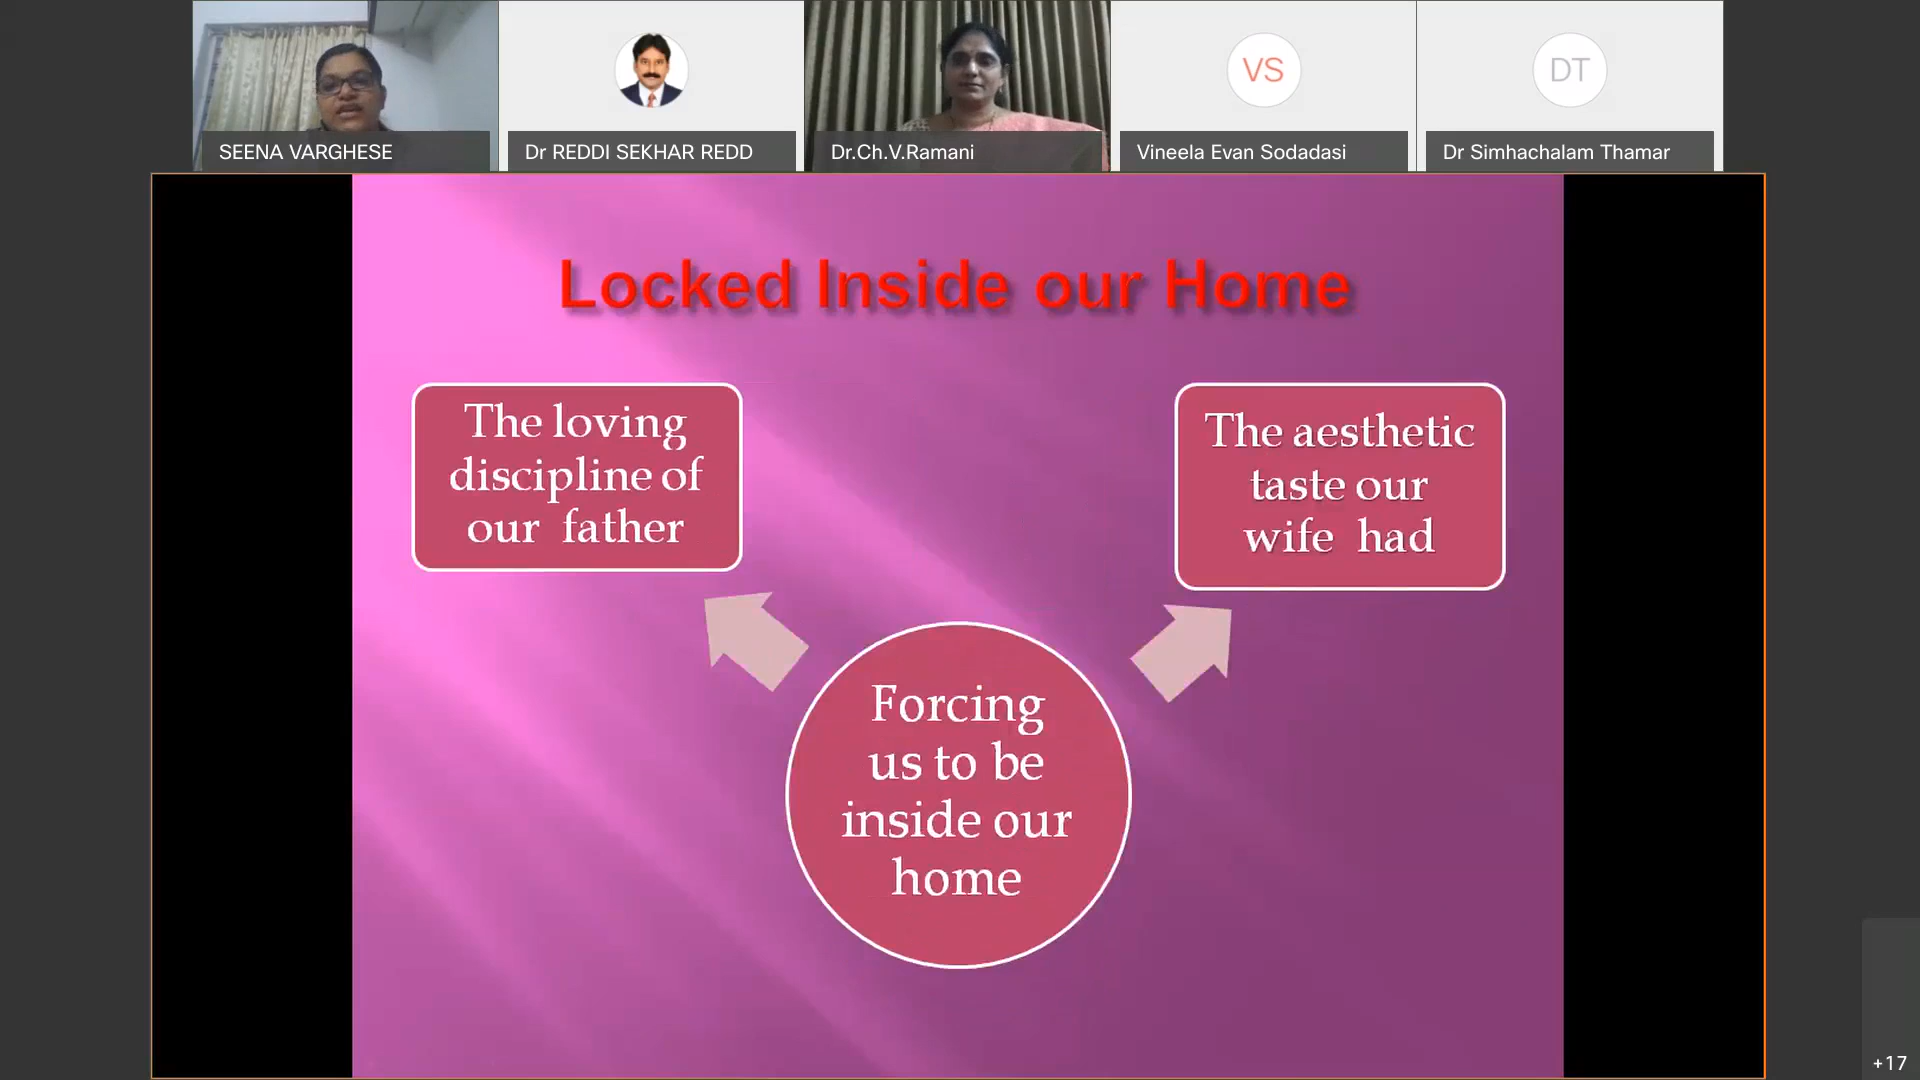 SEENA VARGHESE
Dr REDDI SEKHAR REDD
Dr.Ch.V.Ramani
VS
Vineela Evan Sodadasi
DT
Dr Simhachalam Thamar
Locked Inside our Home
The loving
discipline of
our father
The aesthetic
taste our
wife had
Forcing
us to be
inside our
home
+17